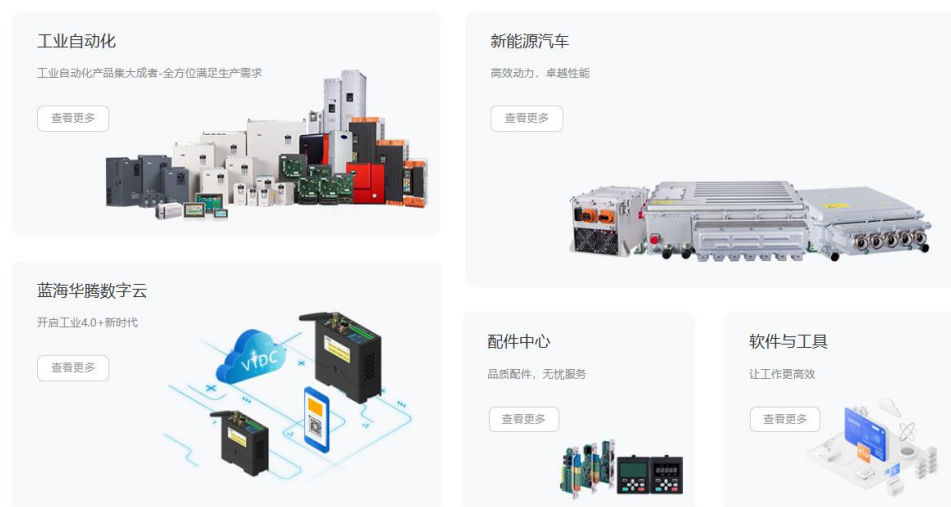 工业自动化
工业自动化产品集大成者-全方位满足生产需求
查看更多
新能源汽车
高效动力，卓越性能
查看更多
蓝海华腾数字云
开启工业4.0+新时代
查看更多
VTDC
配件中心
品质配件，无忧服务
查看更多
软件与工具
让工作更高效
查看更多